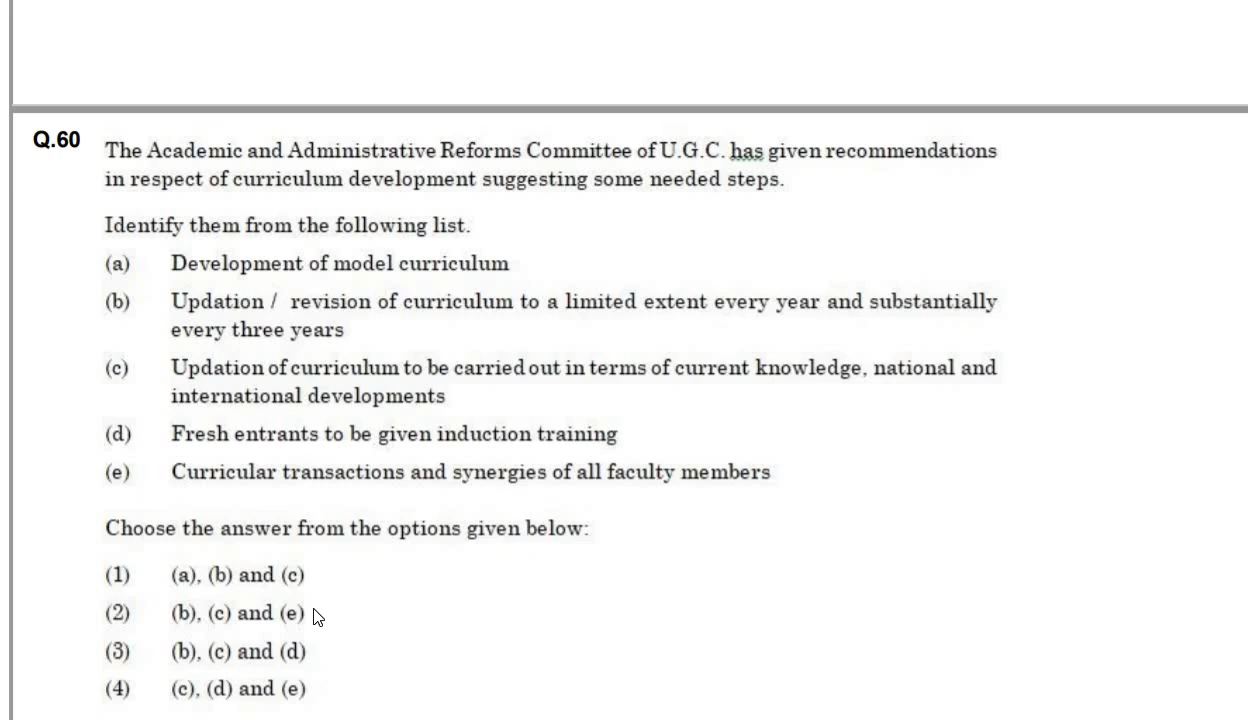 Q.60
The Academic and Administrative Reforms Committee of U.G.C. has given recommendations
in respect of curriculum development suggesting some needed steps.
Identify them from the following list.
(a) Development of model curriculum
(b) Updation / revision of curriculum to a limited extent every year and substantially
every three years
(c) Updation of curriculum to be carried out in terms of current knowledge, national and
international developments
(d) Fresh entrants to be given induction training
(e) Curricular transactions and synergies of all faculty members
Choose the answer from the options given below:
(1) (a), (b) and (c)
(2) (b), (c) and (e)
(3) (b), (c) and (d)
(4) (c), (d) and (e)